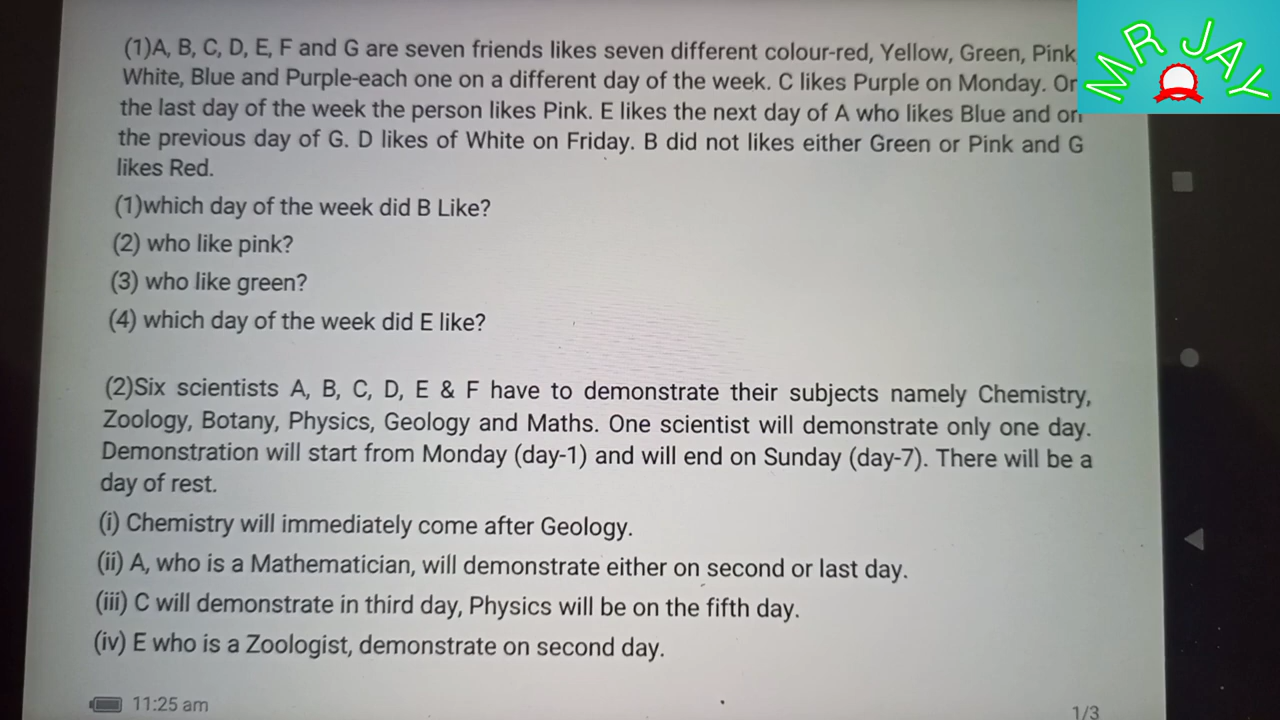 (1)A, B, C, D, E, F and G are seven friends likes seven different colour-red, Yellow, Green, Pink
White, Blue and Purple-each one on a different day of the week. C likes Purple on Monday. On
the last day of the week the person likes Pink. E likes the next day of A who likes Blue and on
the previous day of G. D likes of White on Friday. B did not likes either Green or Pink and G
likes Red.
(1)which day of the week did B Like?
(2) who like pink?
(3) who like green?
(4) which day of the week did E like?
(2)Six scientists A, B, C, D, E & F have to demonstrate their subjects namely Chemistry,
Zoology, Botany, Physics, Geology and Maths. One scientist will demonstrate only one day.
Demonstration will start from Monday (day-1) and will end on Sunday (day-7). There will be a
day of rest.
(i) Chemistry will immediately come after Geology.
(ii) A, who is a Mathematician, will demonstrate either on second or last day.
(iii) C will demonstrate in third day, Physics will be on the fifth day.
(iv) E who is a Zoologist, demonstrate on second day.
11:25 am
1/3
MR JAY